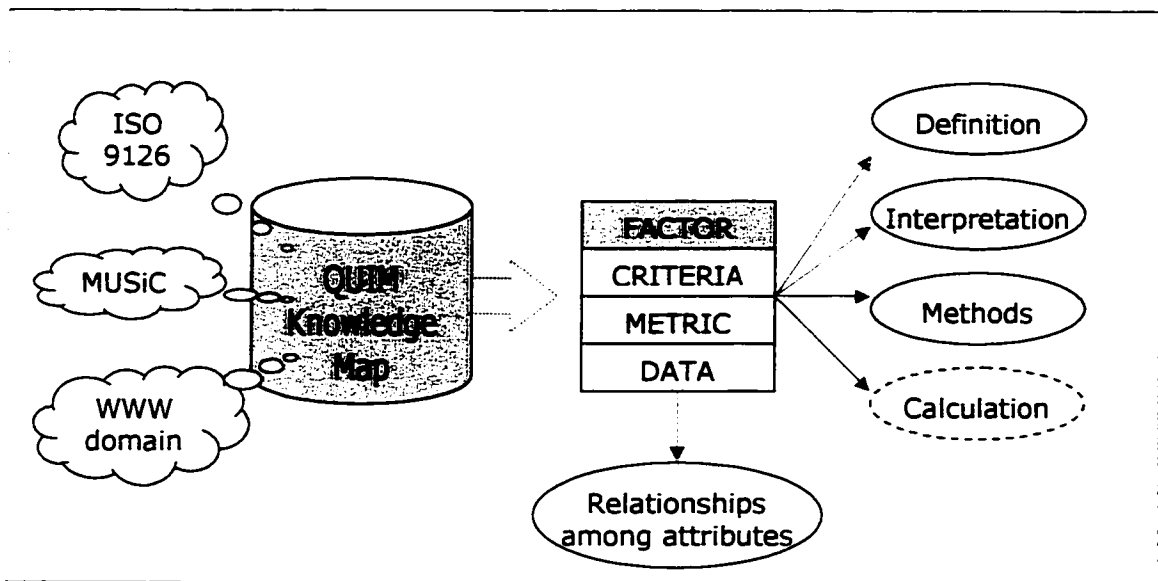 ISO
9126
MUSiC
WWW
domain
QUIM
Knowledge
Map
FACTOR
CRITERIA
METRIC
DATA
Definition
Interpretation
Methods
Calculation
Relationships
among attributes